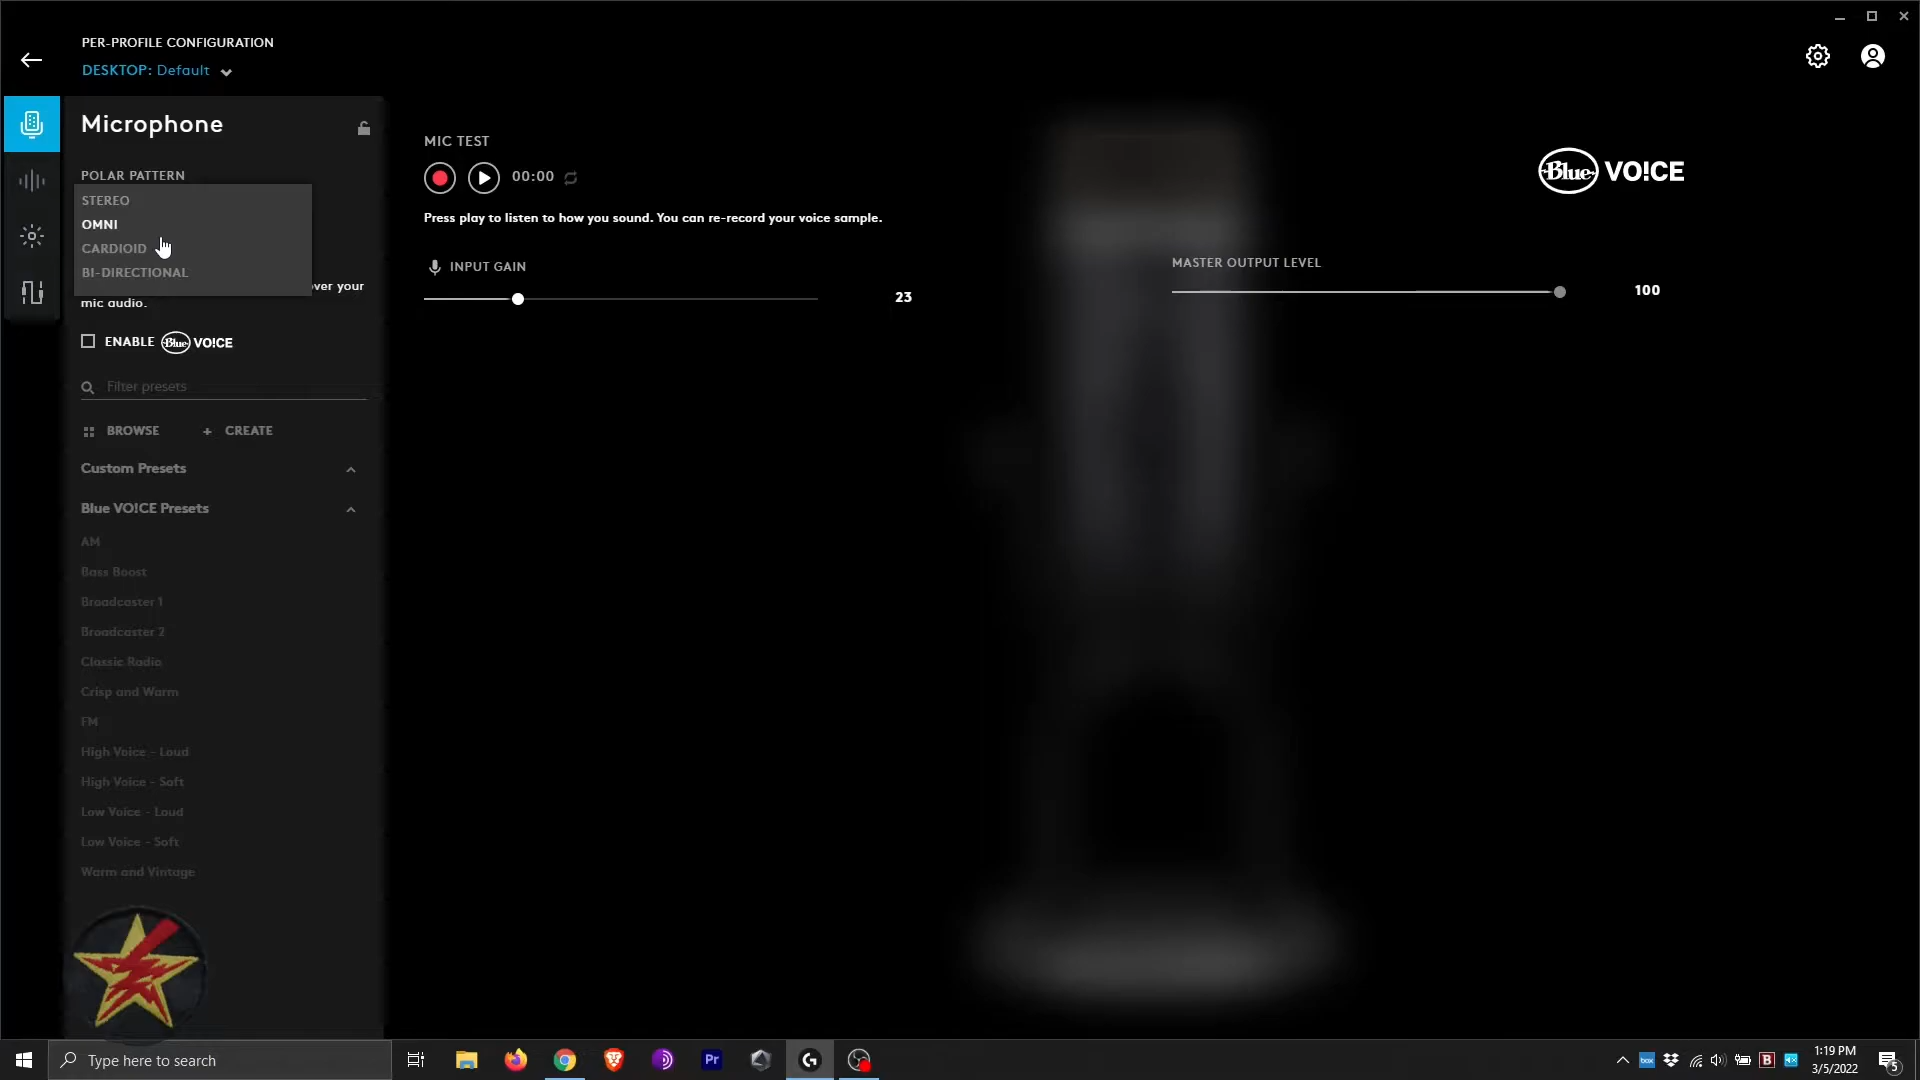 PER-PROFILE CONFIGURATION
DESKTOP: Default
Microphone
POLAR PATTERN
STEREO
OMNI
CARDIOID
BI-DIRECTIONAL
over your
mic audio.
ENABLE Blue VO!CE
Filter presets
BROWSE + CREATE
Custom Presets
Blue VO!CE Presets
AM
Bass Boost
Broadcaster 1
Broadcaster 2
Classic Radio
Crisp and Warm
FM
High Voice - Loud
High Voice - Soft
Low Voice - Loud
Low Voice - Soft
Warm and Vintage
MIC TEST
00:00
Press play to listen to how you sound. You can re-record your voice sample.
INPUT GAIN
23
Blue VO!CE
MASTER OUTPUT LEVEL
100
Type here to search
Pr
box
B
1:19 PM
3/5/2022
5